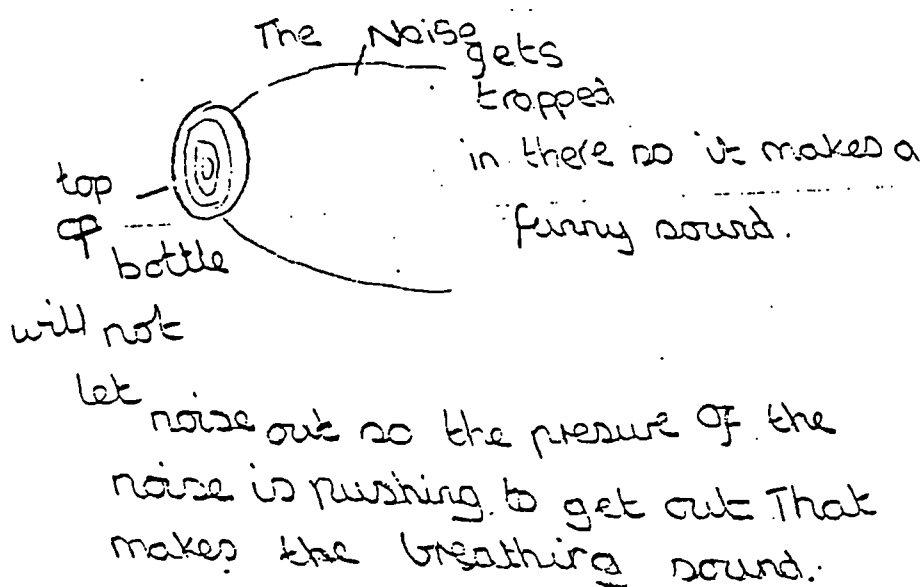 The Noise gets
trapped
in there so it makes a
funny sound.
top
of
bottle
will not
let
noise out so the presure of the
noise is pushing to get out That
makes the breathing sound.